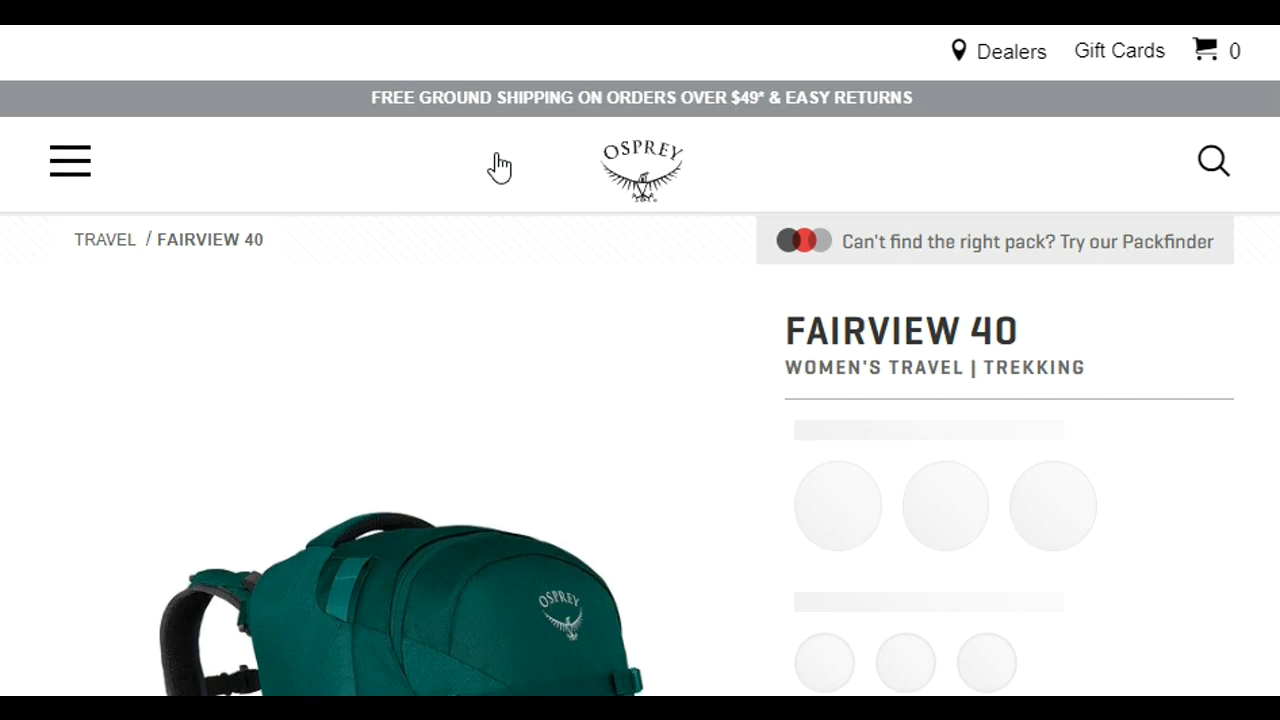 Dealers Gift Cards 0
FREE GROUND SHIPPING ON ORDERS OVER $49* & EASY RETURNS
OSPREY
TRAVEL / FAIRVIEW 40
Can't find the right pack? Try our Packfinder
FAIRVIEW 40
WOMEN'S TRAVEL | TREKKING
OSPREY